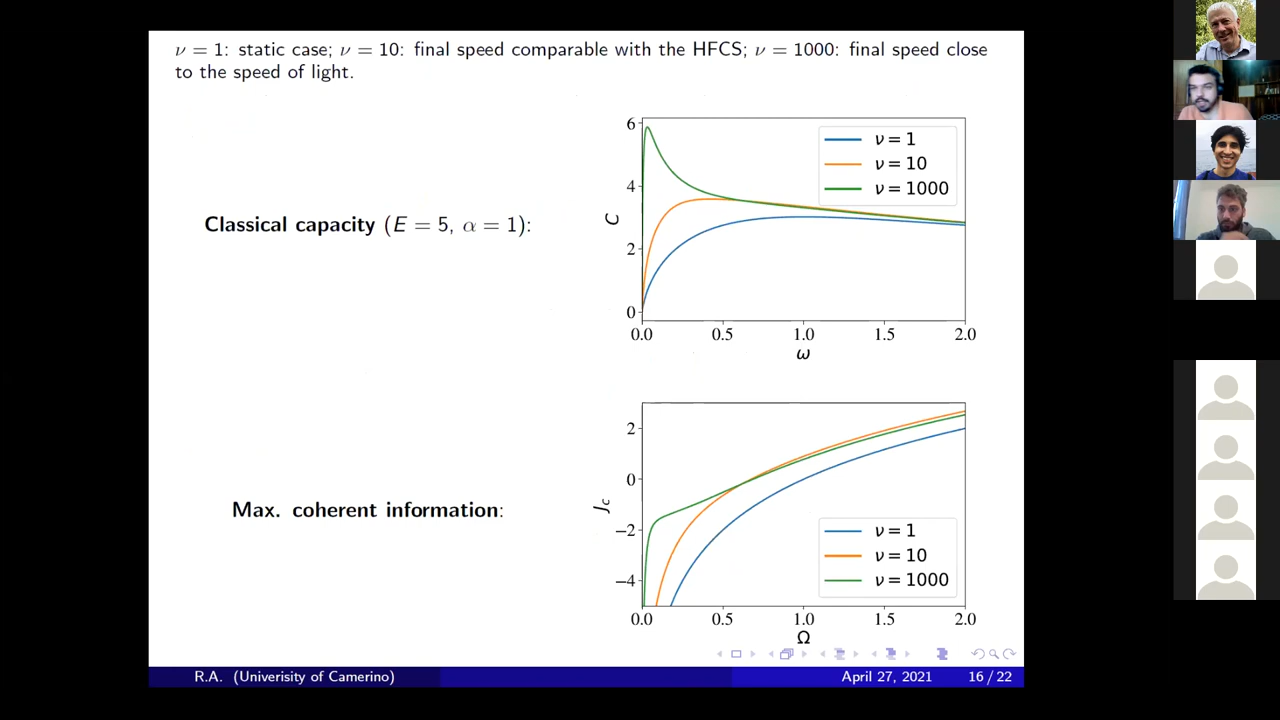 ν = 1: static case; ν = 10: final speed comparable with the HFCS; ν = 1000: final speed close
to the speed of light.
Classical capacity (E = 5, α = 1):
6
4
2
0
C
0.0 0.5 1.0 1.5 2.0
ω
ν = 1
ν = 10
ν = 1000
Max. coherent information:
2
0
−2
−4
J_c
0.0 0.5 1.0 1.5 2.0
Ω
ν = 1
ν = 10
ν = 1000
R.A. (Univerisity of Camerino) April 27, 2021 16 / 22